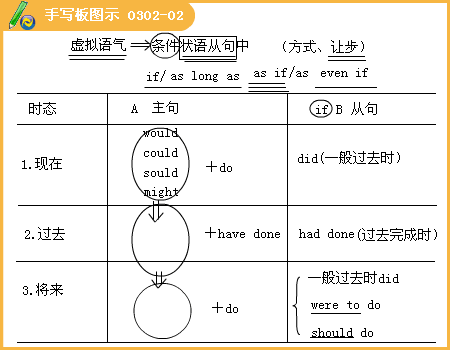 手写板图示 0302-02
虚拟语气⇒条件状语从句中 (方式、让步)
if/ as long as as if/as even if
时态 A 主句 if B 从句
would
could
sould
might
1.现在 +do did(一般过去时)
2.过去 +have done had done(过去完成时)
3.将来 +do
一般过去时did
were to do
should do